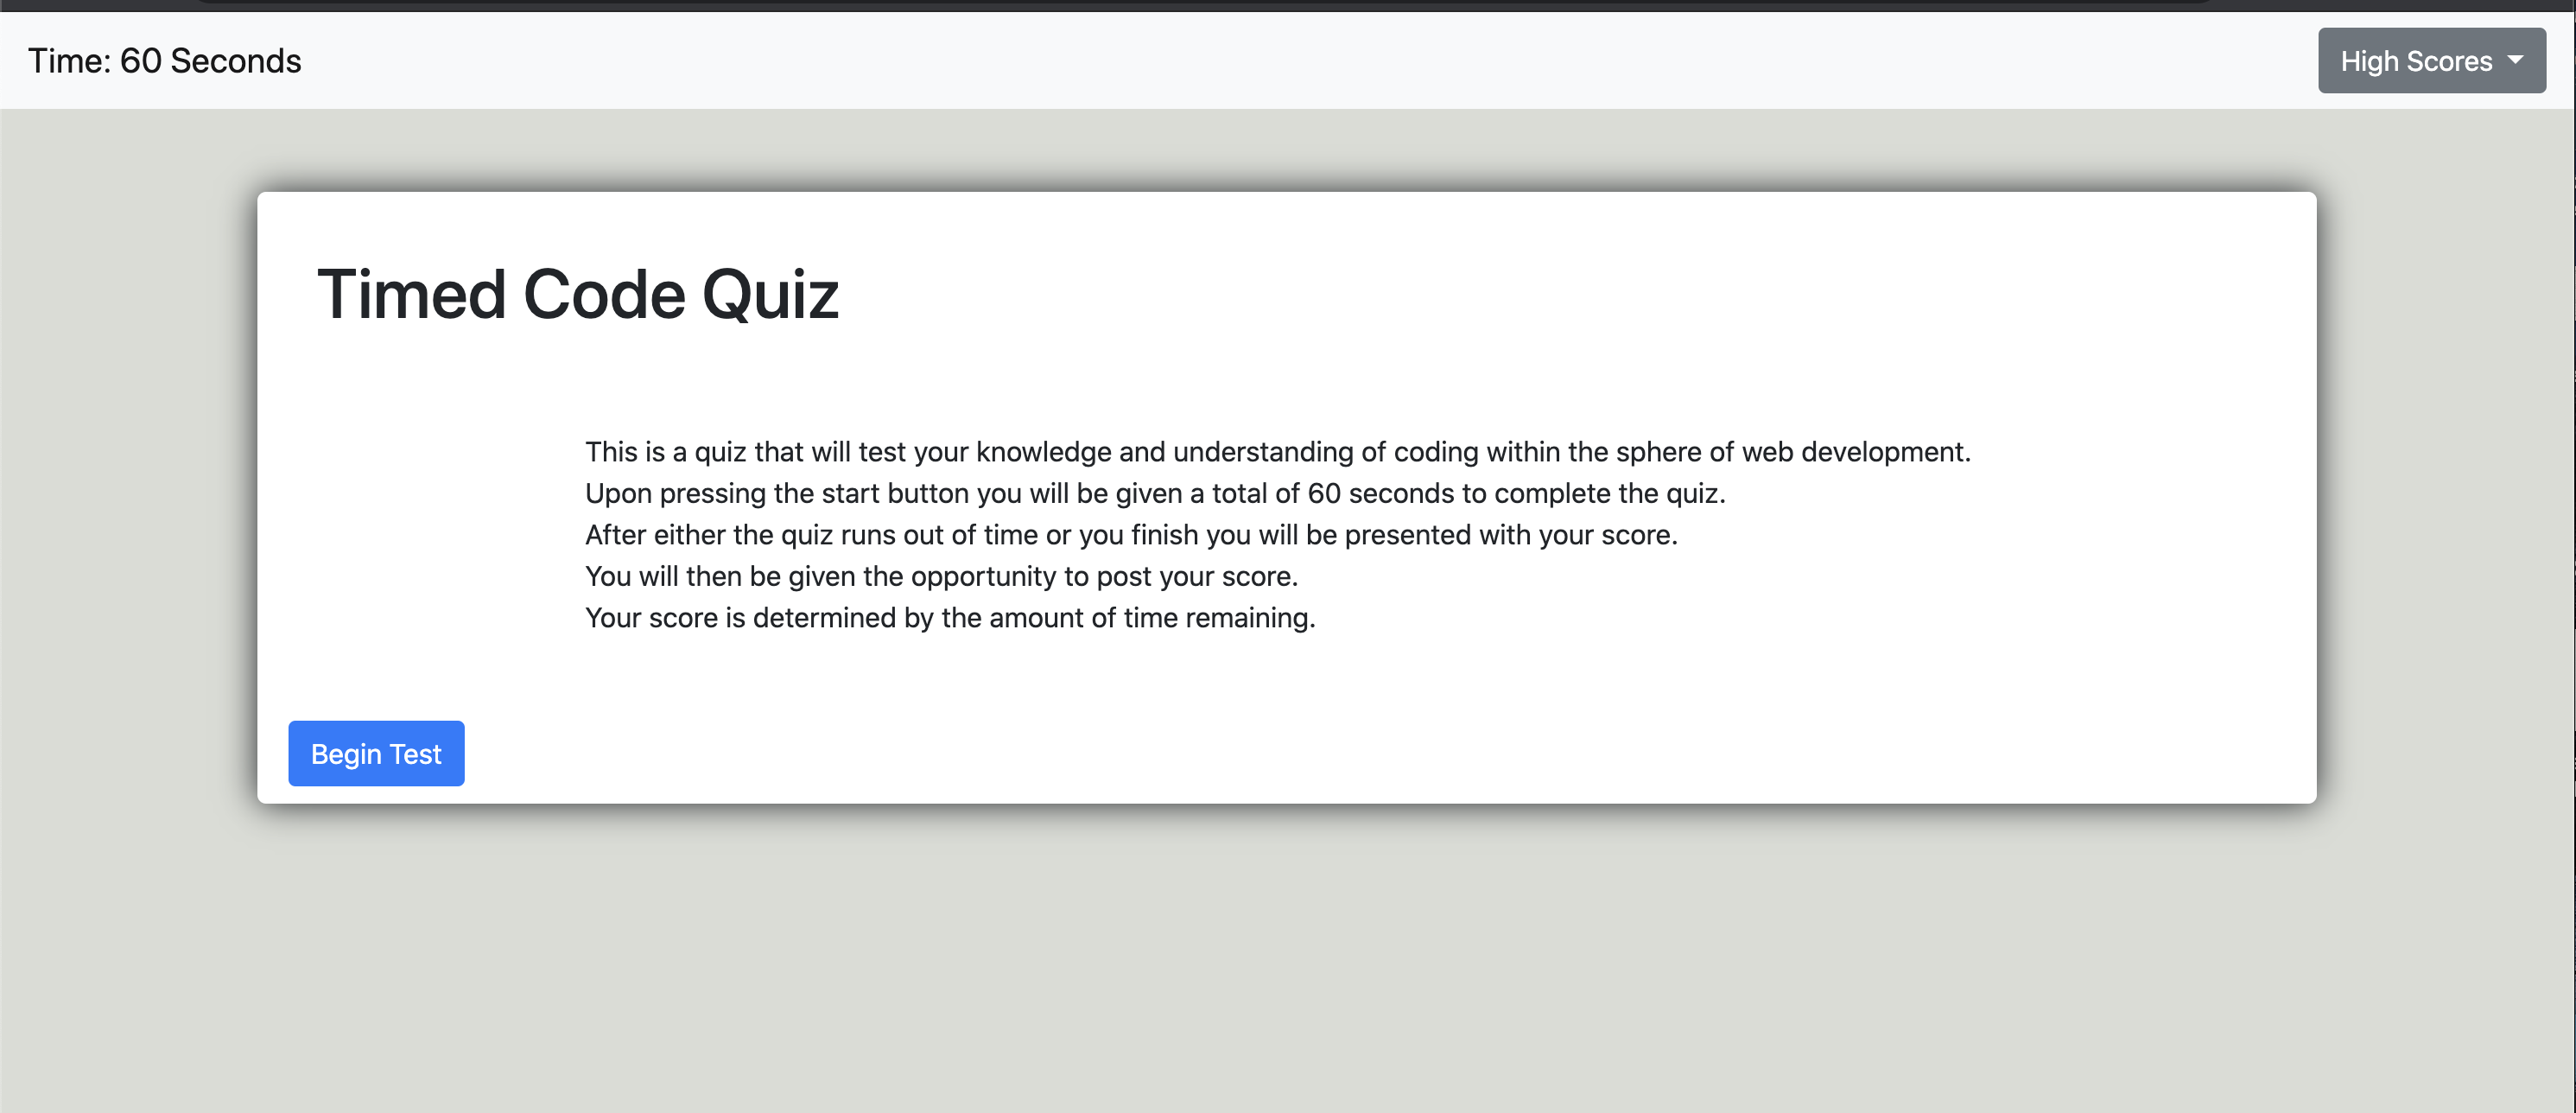 Time: 60 Seconds
High Scores
Timed Code Quiz
This is a quiz that will test your knowledge and understanding of coding within the sphere of web development.
Upon pressing the start button you will be given a total of 60 seconds to complete the quiz.
After either the quiz runs out of time or you finish you will be presented with your score.
You will then be given the opportunity to post your score.
Your score is determined by the amount of time remaining.
Begin Test